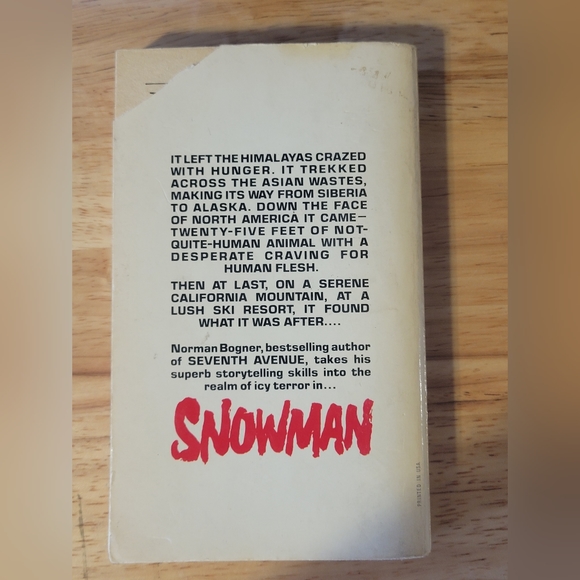 IT LEFT THE HIMALAYAS CRAZED
WITH HUNGER. IT TREKKED
ACROSS THE ASIAN WASTES,
MAKING ITS WAY FROM SIBERIA
TO ALASKA. DOWN THE FACE
OF NORTH AMERICA IT CAME—
TWENTY-FIVE FEET OF NOT-
QUITE-HUMAN ANIMAL WITH A
DESPERATE CRAVING FOR
HUMAN FLESH.
THEN AT LAST, ON A SERENE
CALIFORNIA MOUNTAIN, AT A
LUSH SKI RESORT, IT FOUND
WHAT IT WAS AFTER....
Norman Bogner, bestselling author
of SEVENTH AVENUE, takes his
superb storytelling skills into the
realm of icy terror in...
SNOWMAN
PRINTED IN USA